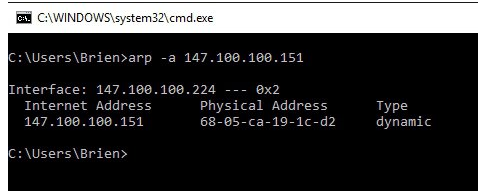 C:\WINDOWS\system32\cmd.exe
C:\Users\Brien>arp -a 147.100.100.151
Interface: 147.100.100.224 --- 0x2
  Internet Address      Physical Address      Type
  147.100.100.151       68-05-ca-19-1c-d2     dynamic
C:\Users\Brien>